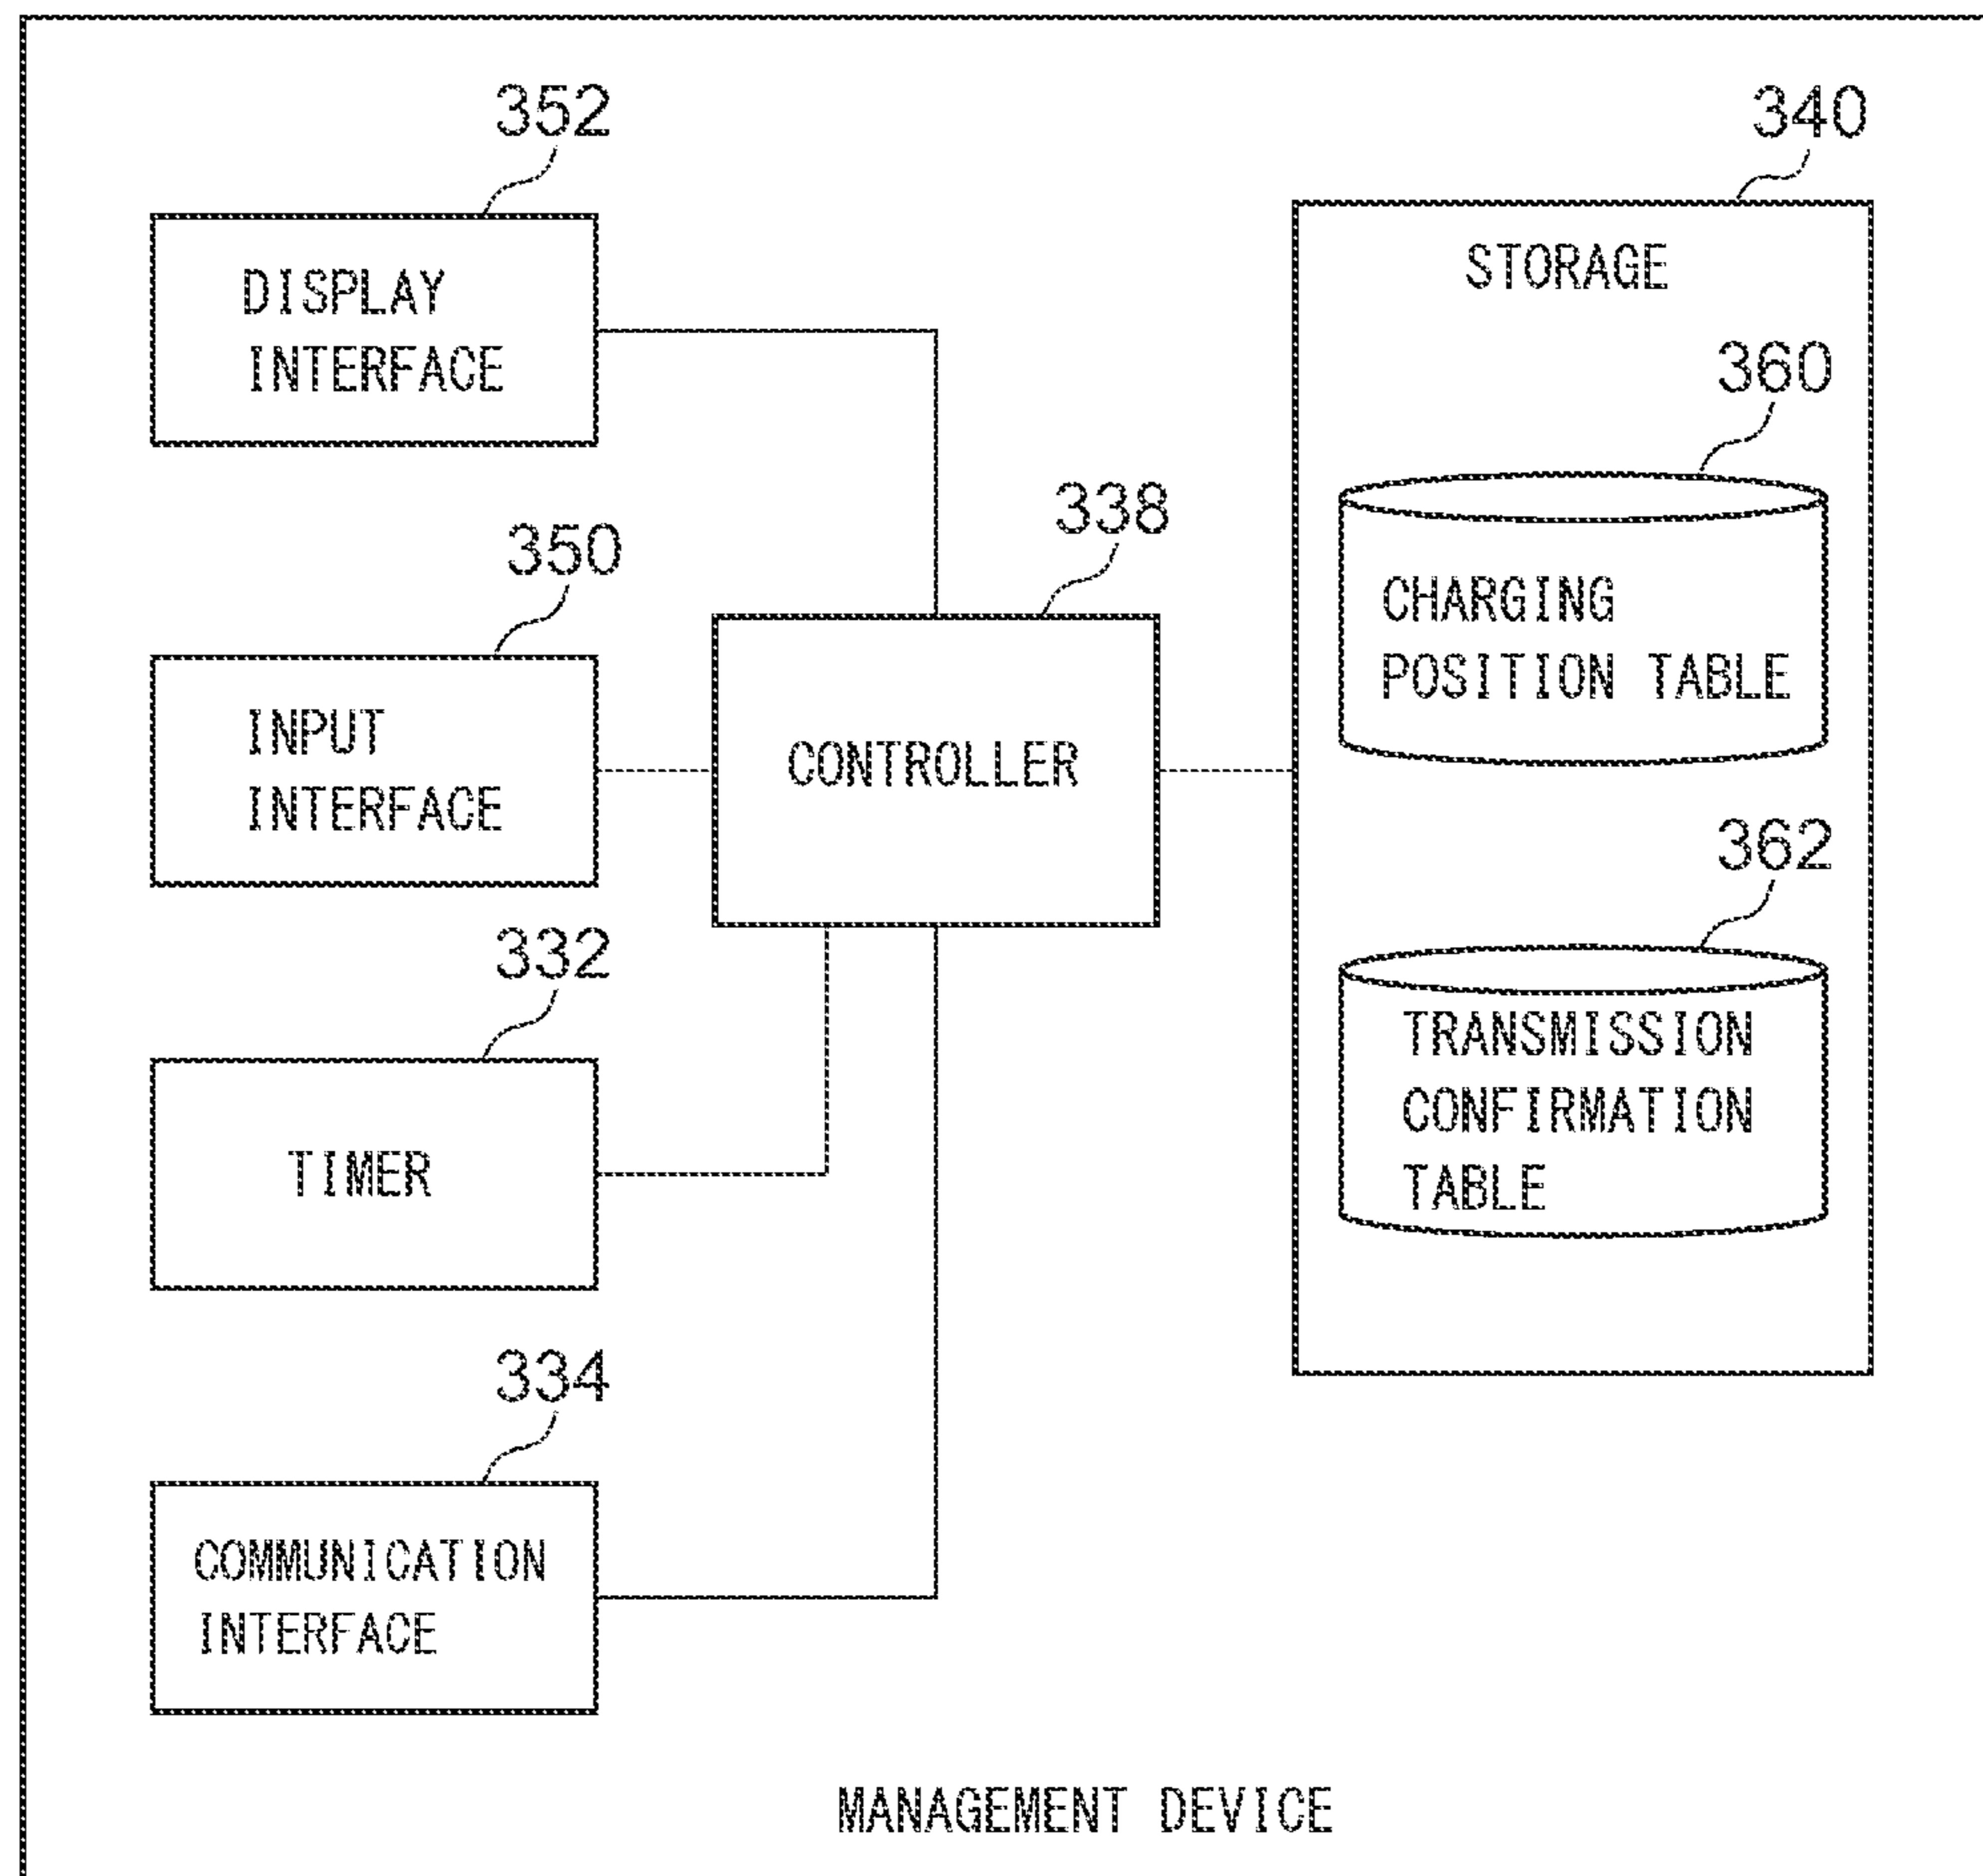 352
DISPLAY
INTERFACE
350
INPUT
INTERFACE
332
TIMER
334
COMMUNICATION
INTERFACE
338
CONTROLLER
340
STORAGE
360
CHARGING
POSITION TABLE
362
TRANSMISSION
CONFIRMATION
TABLE
MANAGEMENT DEVICE